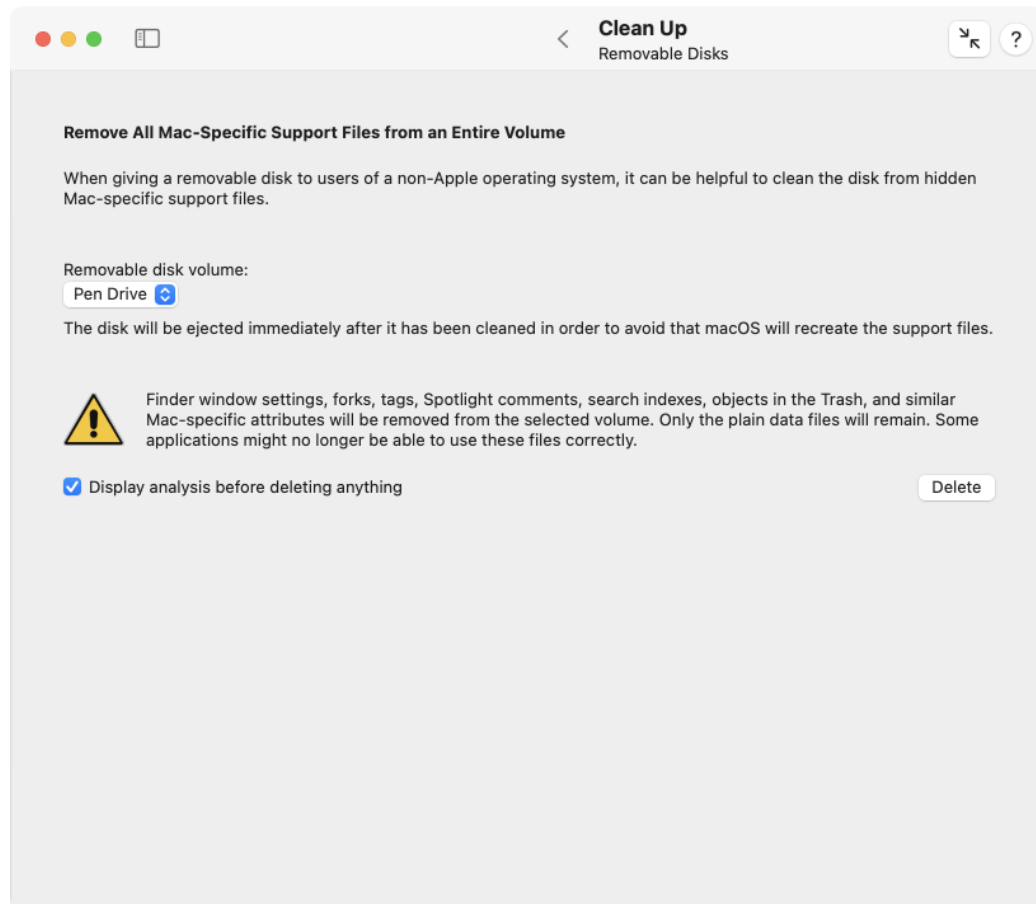 Clean Up
Removable Disks
?
Remove All Mac-Specific Support Files from an Entire Volume
When giving a removable disk to users of a non-Apple operating system, it can be helpful to clean the disk from hidden
Mac-specific support files.
Removable disk volume:
Pen Drive
The disk will be ejected immediately after it has been cleaned in order to avoid that macOS will recreate the support files.
Finder window settings, forks, tags, Spotlight comments, search indexes, objects in the Trash, and similar
Mac-specific attributes will be removed from the selected volume. Only the plain data files will remain. Some
applications might no longer be able to use these files correctly.
Display analysis before deleting anything
Delete